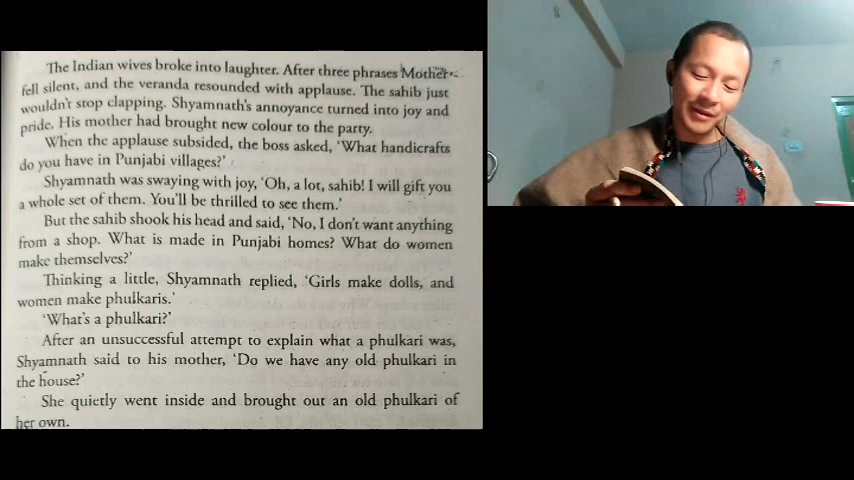 The Indian wives broke into laughter. After three phrases Mother
fell silent, and the veranda resounded with applause. The sahib just
wouldn't stop clapping. Shyamnath's annoyance turned into joy and
pride. His mother had brought new colour to the party.
When the applause subsided, the boss asked, 'What handicrafts
do you have in Punjabi villages?'
Shyamnath was swaying with joy, 'Oh, a lot, sahib! I will gift you
a whole set of them. You'll be thrilled to see them.'
But the sahib shook his head and said, 'No, I don't want anything
from a shop. What is made in Punjabi homes? What do women
make themselves?'
Thinking a little, Shyamnath replied, 'Girls make dolls, and
women make phulkaris.'
'What's a phulkari?'
After an unsuccessful attempt to explain what a phulkari was,
Shyamnath said to his mother, 'Do we have any old phulkari in
the house?'
She quietly went inside and brought out an old phulkari of
her own.